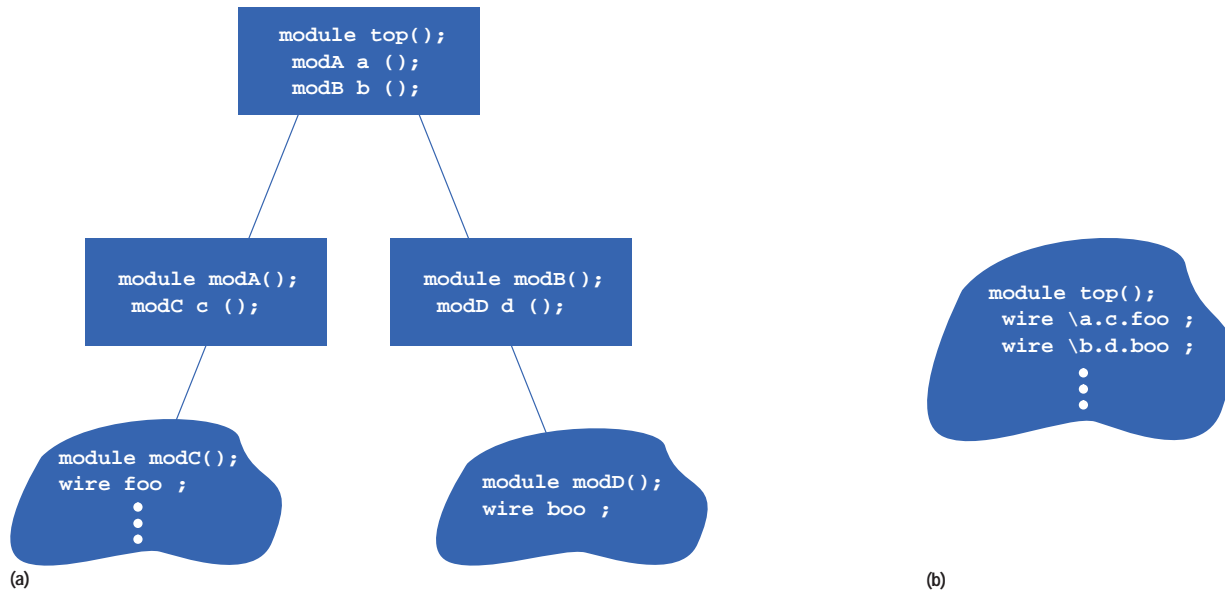 module top();
modA a ();
modB b ();
module modA();
modC c ();
module modB();
modD d ();
module modC();
wire foo ;
module modD();
wire boo ;
(a)
module top();
wire \a.c.foo ;
wire \b.d.boo ;
(b)